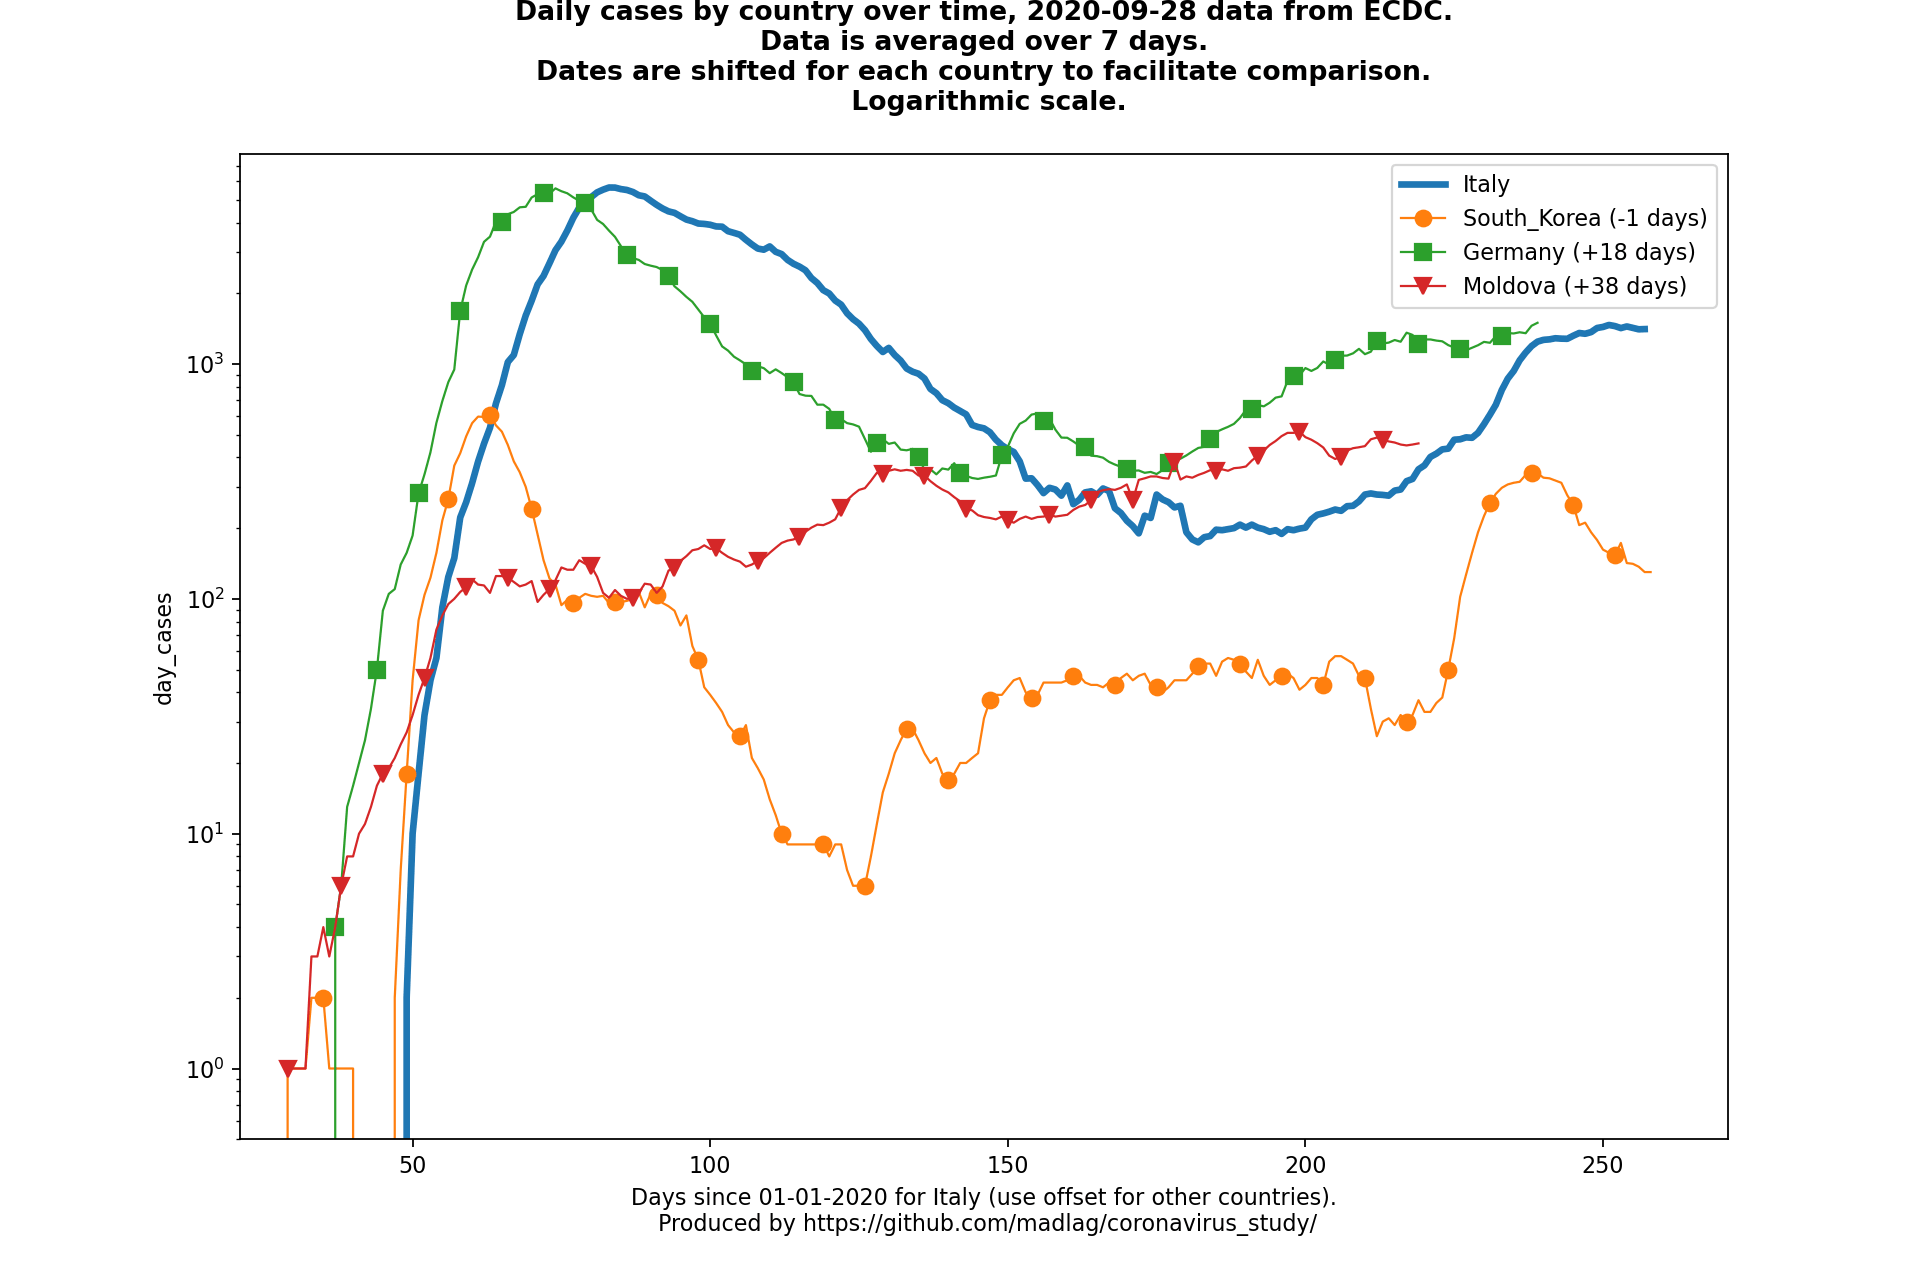 Daily cases by country over time, 2020-09-28 data from ECDC.
Data is averaged over 7 days.
Dates are shifted for each country to facilitate comparison.
Logarithmic scale.
Italy
South_Korea (-1 days)
Germany (+18 days)
Moldova (+38 days)
day_cases
10³
10²
10¹
10⁰
50 100 150 200 250
Days since 01-01-2020 for Italy (use offset for other countries).
Produced by https://github.com/madlag/coronavirus_study/